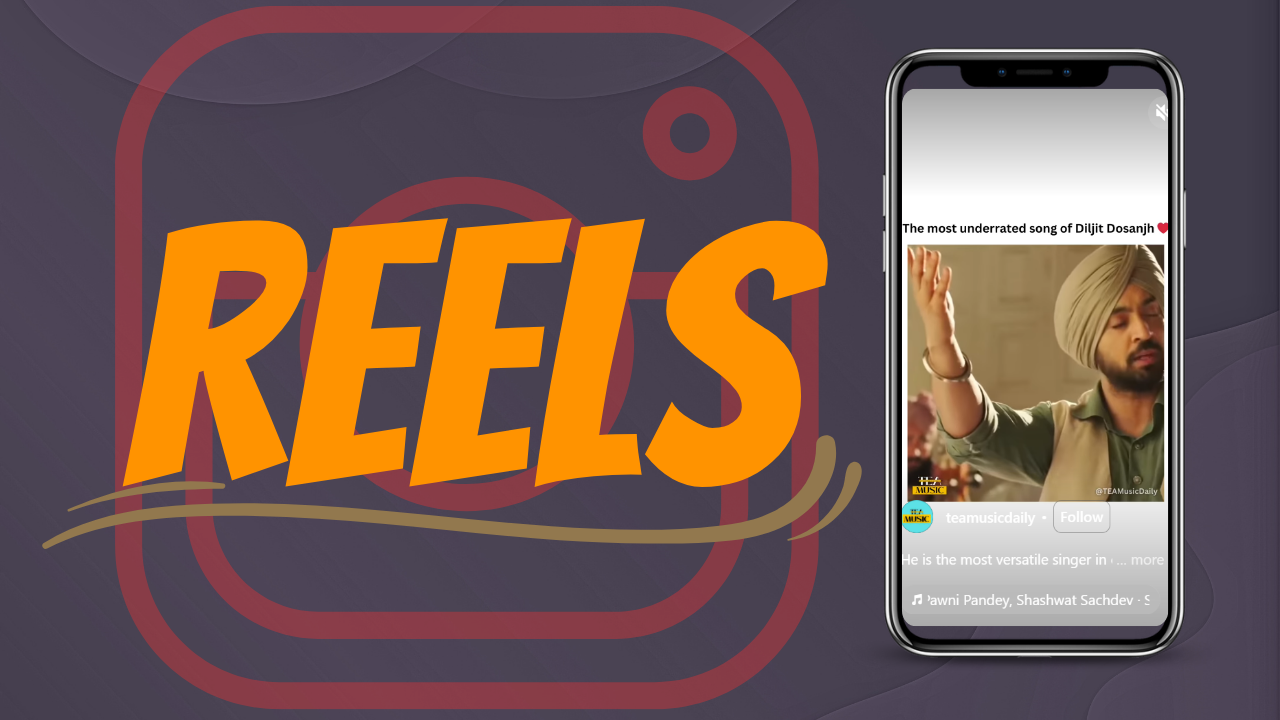 REELS
The most underrated song of Diljit Dosanjh ❤️
TEA
MUSIC
@TEAMusicDaily
TEA
MUSIC
teamusicdaily • Follow
He is the most versatile singer in ... more
Pawni Pandey, Shashwat Sachdev · S